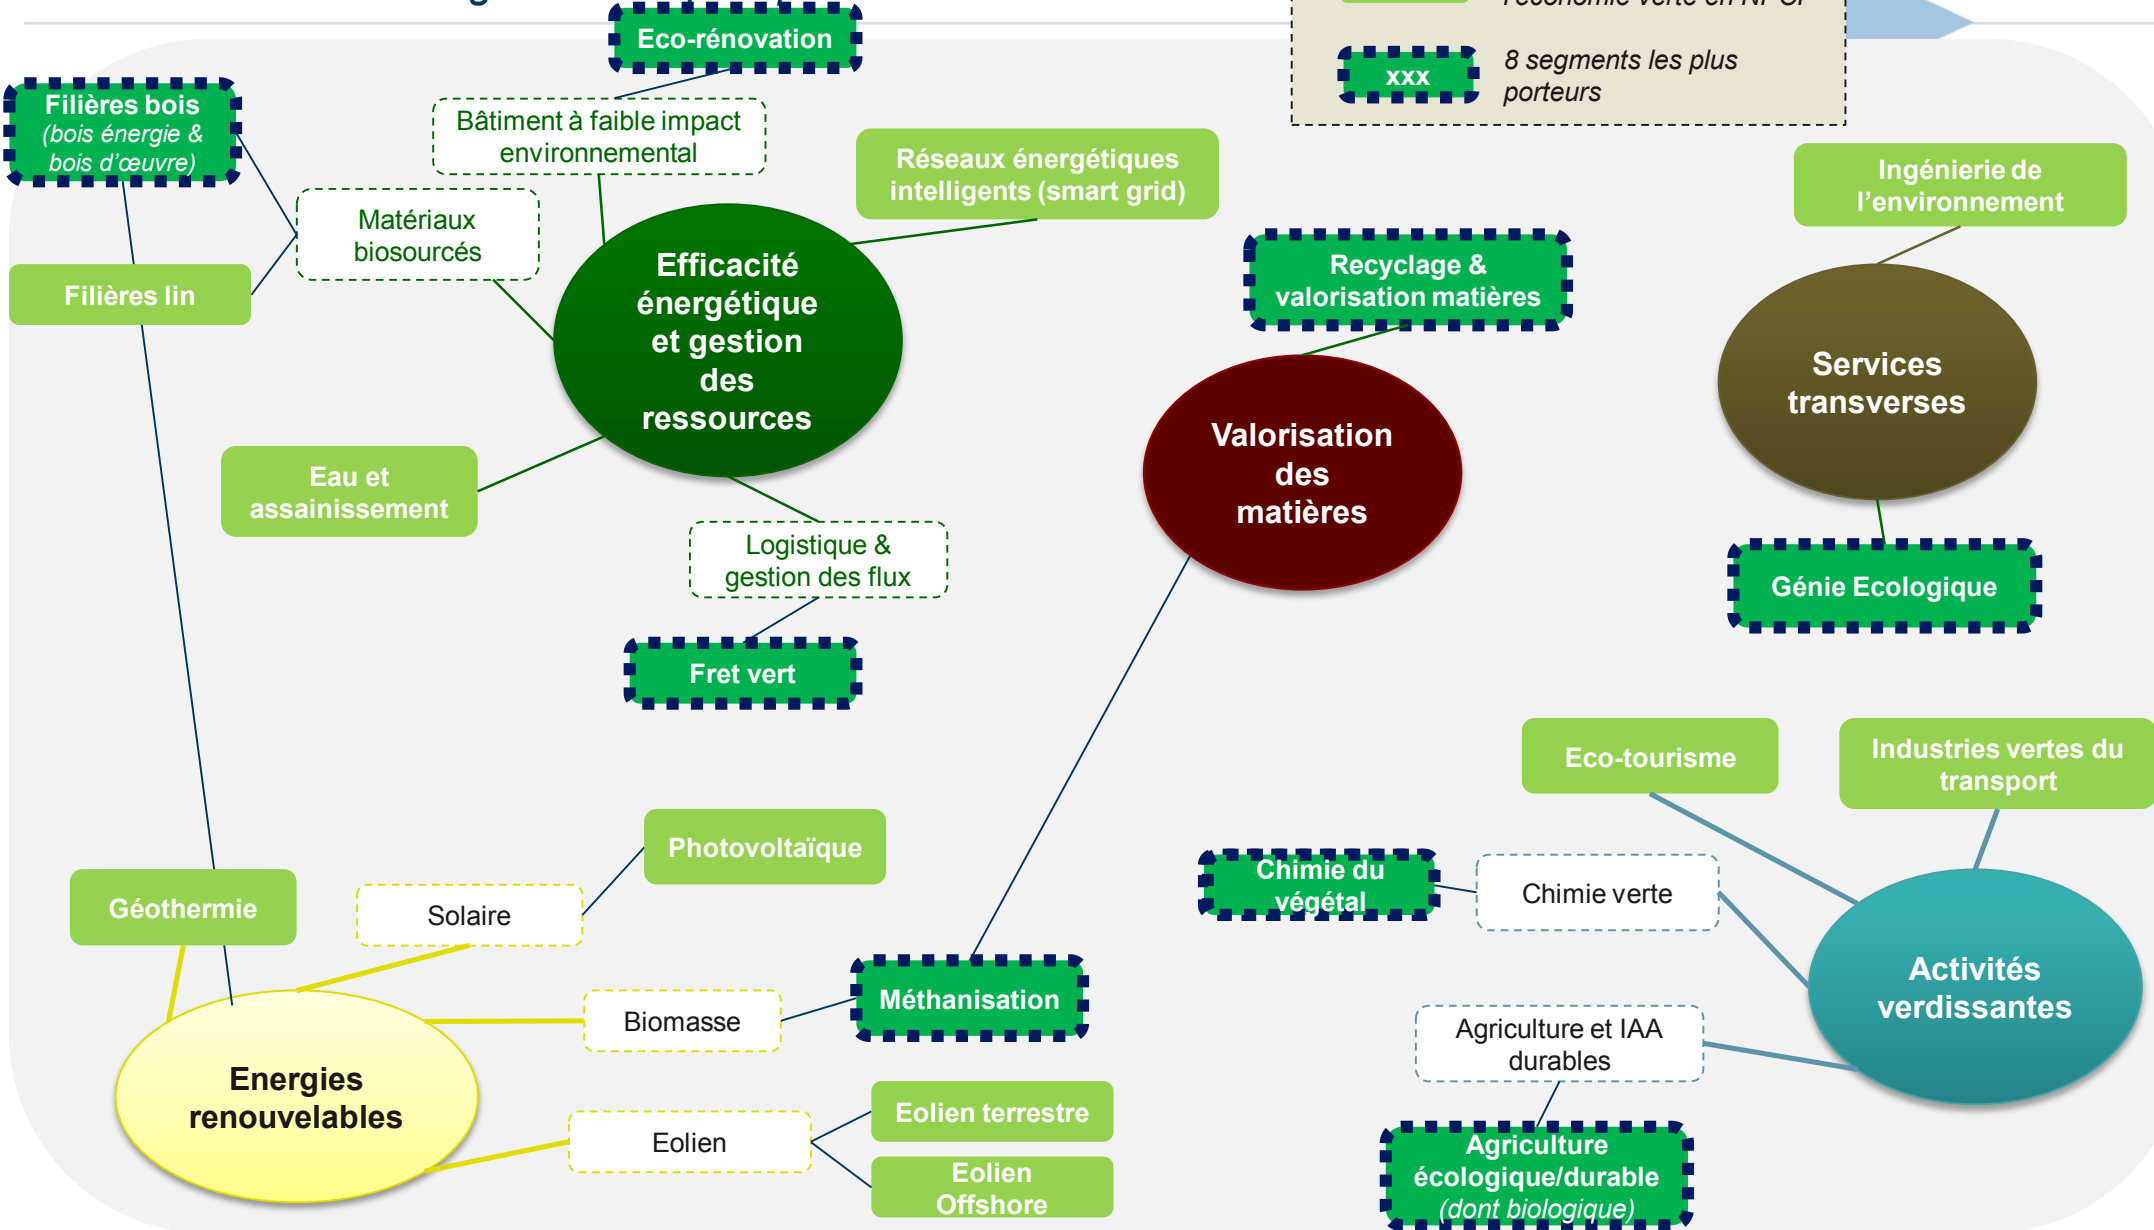 l'économie verte en NPCP
xxx
8 segments les plus
porteurs
Eco-rénovation
Filières bois
(bois énergie &
bois d'œuvre)
Bâtiment à faible impact
environnemental
Réseaux énergétiques
intelligents (smart grid)
Ingénierie de
l'environnement
Matériaux
biosourcés
Filières lin
Efficacité
énergétique
et gestion
des
ressources
Recyclage &
valorisation matières
Services
transverses
Valorisation
des
matières
Eau et
assainissement
Logistique &
gestion des flux
Génie Ecologique
Fret vert
Eco-tourisme
Industries vertes du
transport
Photovoltaïque
Géothermie
Solaire
Chimie du
végétal
Chimie verte
Activités
verdissantes
Méthanisation
Biomasse
Agriculture et IAA
durables
Energies
renouvelables
Eolien terrestre
Eolien
Eolien
Offshore
Agriculture
écologique/durable
(dont biologique)